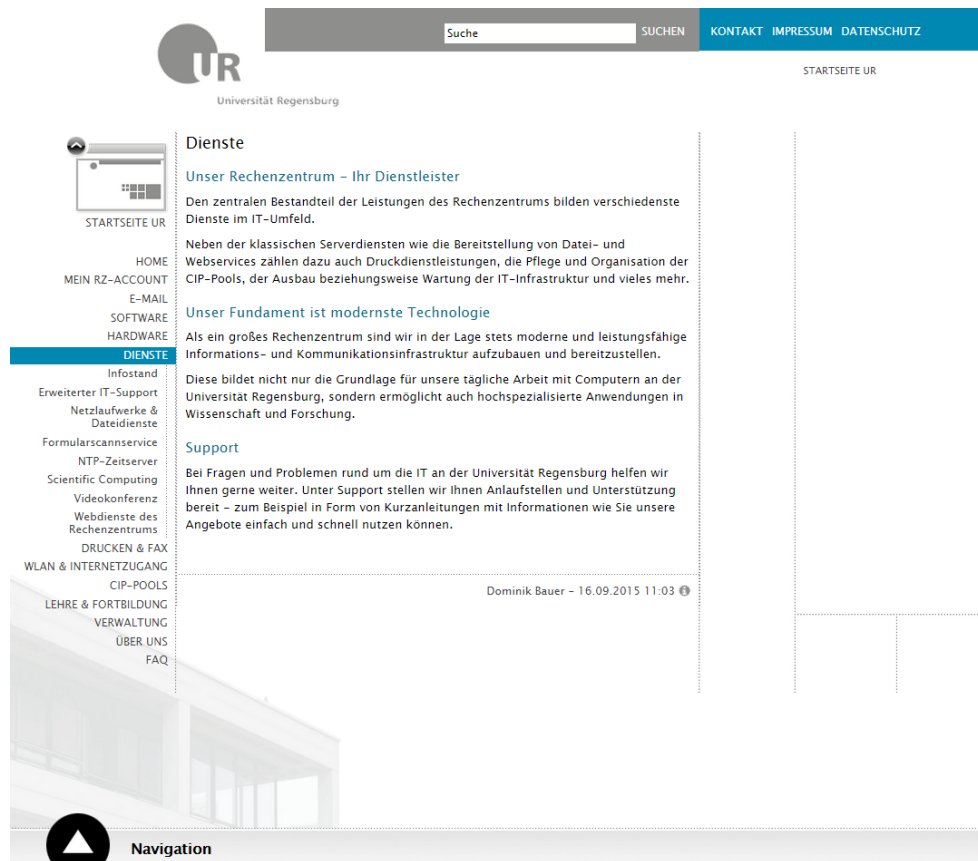 Suche
SUCHEN
KONTAKT IMPRESSUM DATENSCHUTZ
UR
Universität Regensburg
STARTSEITE UR
STARTSEITE UR
HOME
MEIN RZ-ACCOUNT
E-MAIL
SOFTWARE
HARDWARE
DIENSTE
Infostand
Erweiterter IT-Support
Netzlaufwerke &
Dateidienste
Formularscannservice
NTP-Zeitserver
Scientific Computing
Videokonferenz
Webdienste des
Rechenzentrums
DRUCKEN & FAX
WLAN & INTERNETZUGANG
CIP-POOLS
LEHRE & FORTBILDUNG
VERWALTUNG
ÜBER UNS
FAQ
Dienste
Unser Rechenzentrum – Ihr Dienstleister
Den zentralen Bestandteil der Leistungen des Rechenzentrums bilden verschiedenste
Dienste im IT-Umfeld.
Neben der klassischen Serverdiensten wie die Bereitstellung von Datei- und
Webservices zählen dazu auch Druckdienstleistungen, die Pflege und Organisation der
CIP-Pools, der Ausbau beziehungsweise Wartung der IT-Infrastruktur und vieles mehr.
Unser Fundament ist modernste Technologie
Als ein großes Rechenzentrum sind wir in der Lage stets moderne und leistungsfähige
Informations- und Kommunikationsinfrastruktur aufzubauen und bereitzustellen.
Diese bildet nicht nur die Grundlage für unsere tägliche Arbeit mit Computern an der
Universität Regensburg, sondern ermöglicht auch hochspezialisierte Anwendungen in
Wissenschaft und Forschung.
Support
Bei Fragen und Problemen rund um die IT an der Universität Regensburg helfen wir
Ihnen gerne weiter. Unter Support stellen wir Ihnen Anlaufstellen und Unterstützung
bereit – zum Beispiel in Form von Kurzanleitungen mit Informationen wie Sie unsere
Angebote einfach und schnell nutzen können.
Dominik Bauer – 16.09.2015 11:03
Navigation